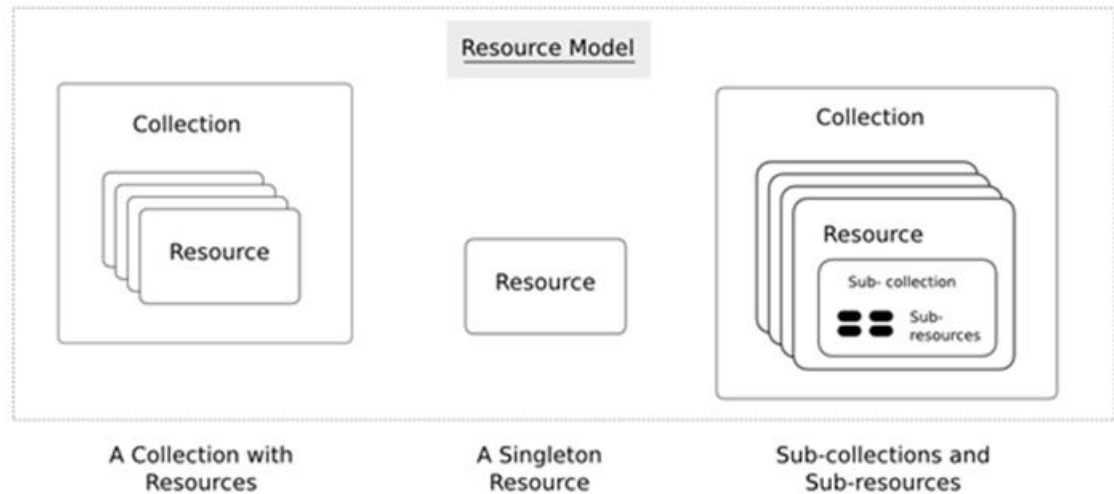 Resource Model
Collection
Resource
Resource
Collection
Resource
Sub- collection
Sub-
resources
A Collection with
Resources
A Singleton
Resource
Sub-collections and
Sub-resources